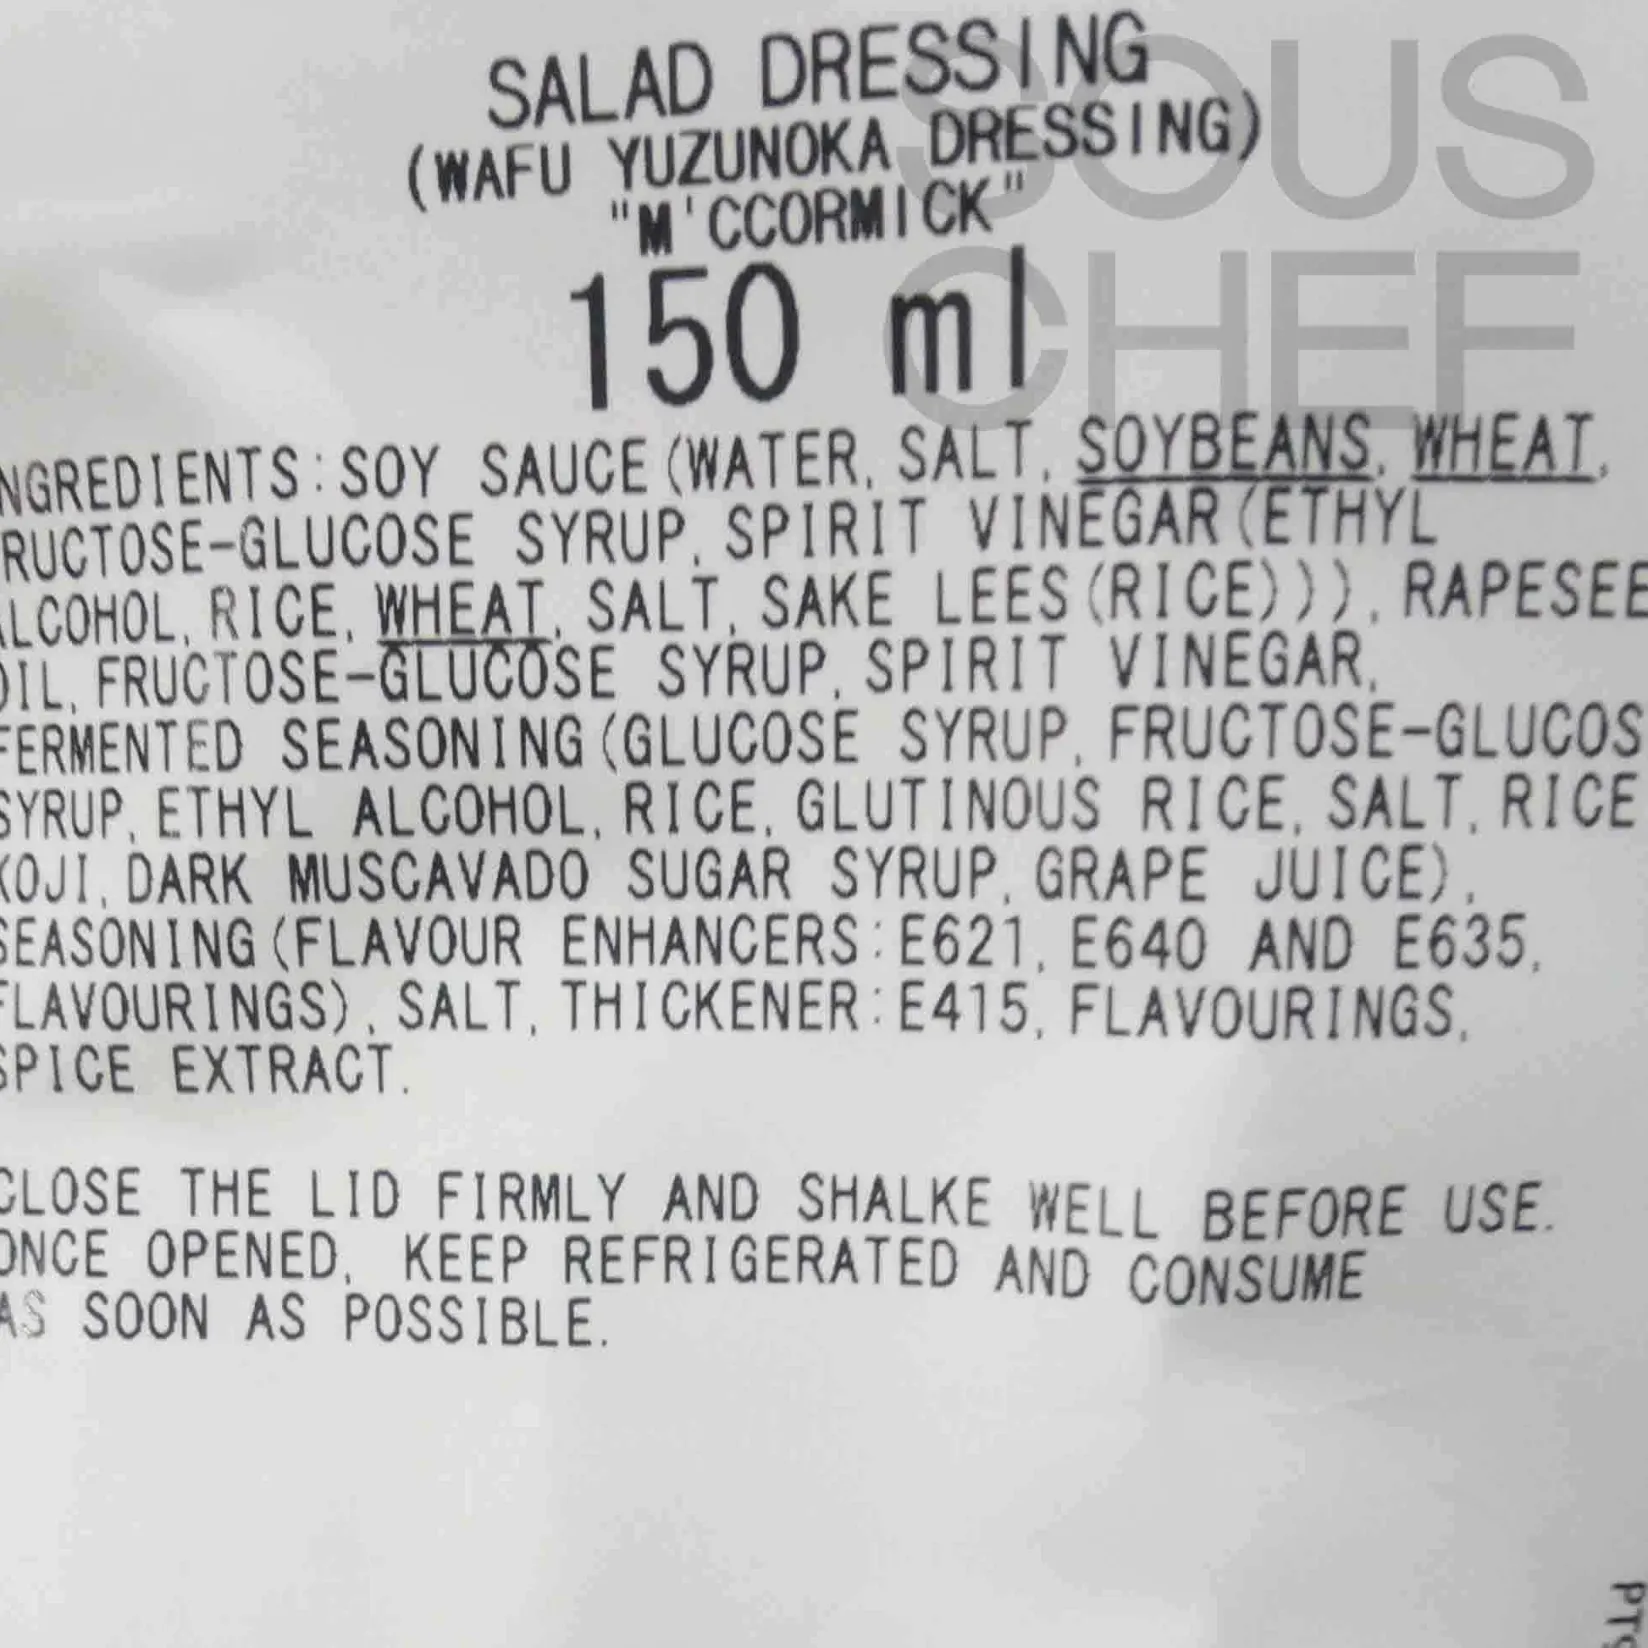 SALAD DRESSING
(WAFU YUZUNOKA DRESSING)
"M'CCORMICK"
150 ml
SOUS
CHEF
NGREDIENTS:SOY SAUCE(WATER, SALT, SOYBEANS, WHEAT,
RUCTOSE-GLUCOSE SYRUP, SPIRIT VINEGAR(ETHYL
ALCOHOL, RICE, WHEAT, SALT, SAKE LEES(RICE))), RAPESEE
OIL, FRUCTOSE-GLUCOSE SYRUP, SPIRIT VINEGAR,
FERMENTED SEASONING(GLUCOSE SYRUP, FRUCTOSE-GLUCOS
SYRUP, ETHYL ALCOHOL, RICE, GLUTINOUS RICE, SALT, RICE
KOJI, DARK MUSCAVADO SUGAR SYRUP, GRAPE JUICE),
SEASONING(FLAVOUR ENHANCERS:E621, E640 AND E635,
FLAVOURINGS), SALT, THICKENER:E415, FLAVOURINGS,
SPICE EXTRACT.
CLOSE THE LID FIRMLY AND SHALKE WELL BEFORE USE.
ONCE OPENED, KEEP REFRIGERATED AND CONSUME
AS SOON AS POSSIBLE.